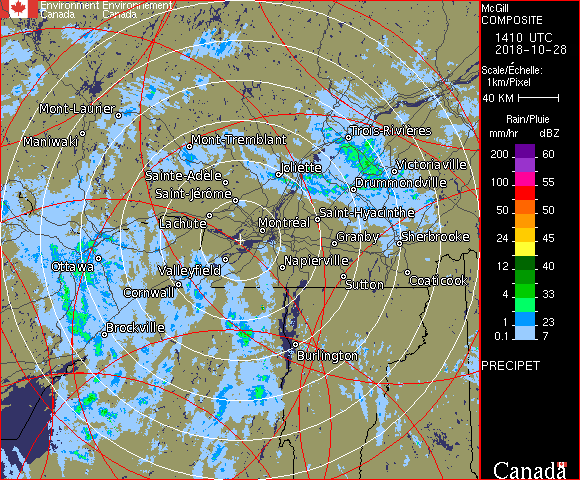 Environment Environnement
Canada Canada
McGill
COMPOSITE
1410 UTC
2018-10-28
Scale/Échelle:
1km/Pixel
40 KM
Rain/Pluie
mm/hr dBZ
200 60
100 55
50 50
24 45
12 40
4 33
1 23
0.1 7
PRECIPET
Canada
Mont-Laurier
Maniwaki
Mont-Tremblant
Trois-Rivières
Joliette
Victoriaville
Sainte-Adèle
Drummondville
Saint-Jérôme
Lachute
Saint-Hyacinthe
Montréal
Granby
Sherbrooke
Ottawa
Valleyfield
Napierville
Cornwall
Sutton
Coaticook
Brockville
Burlington